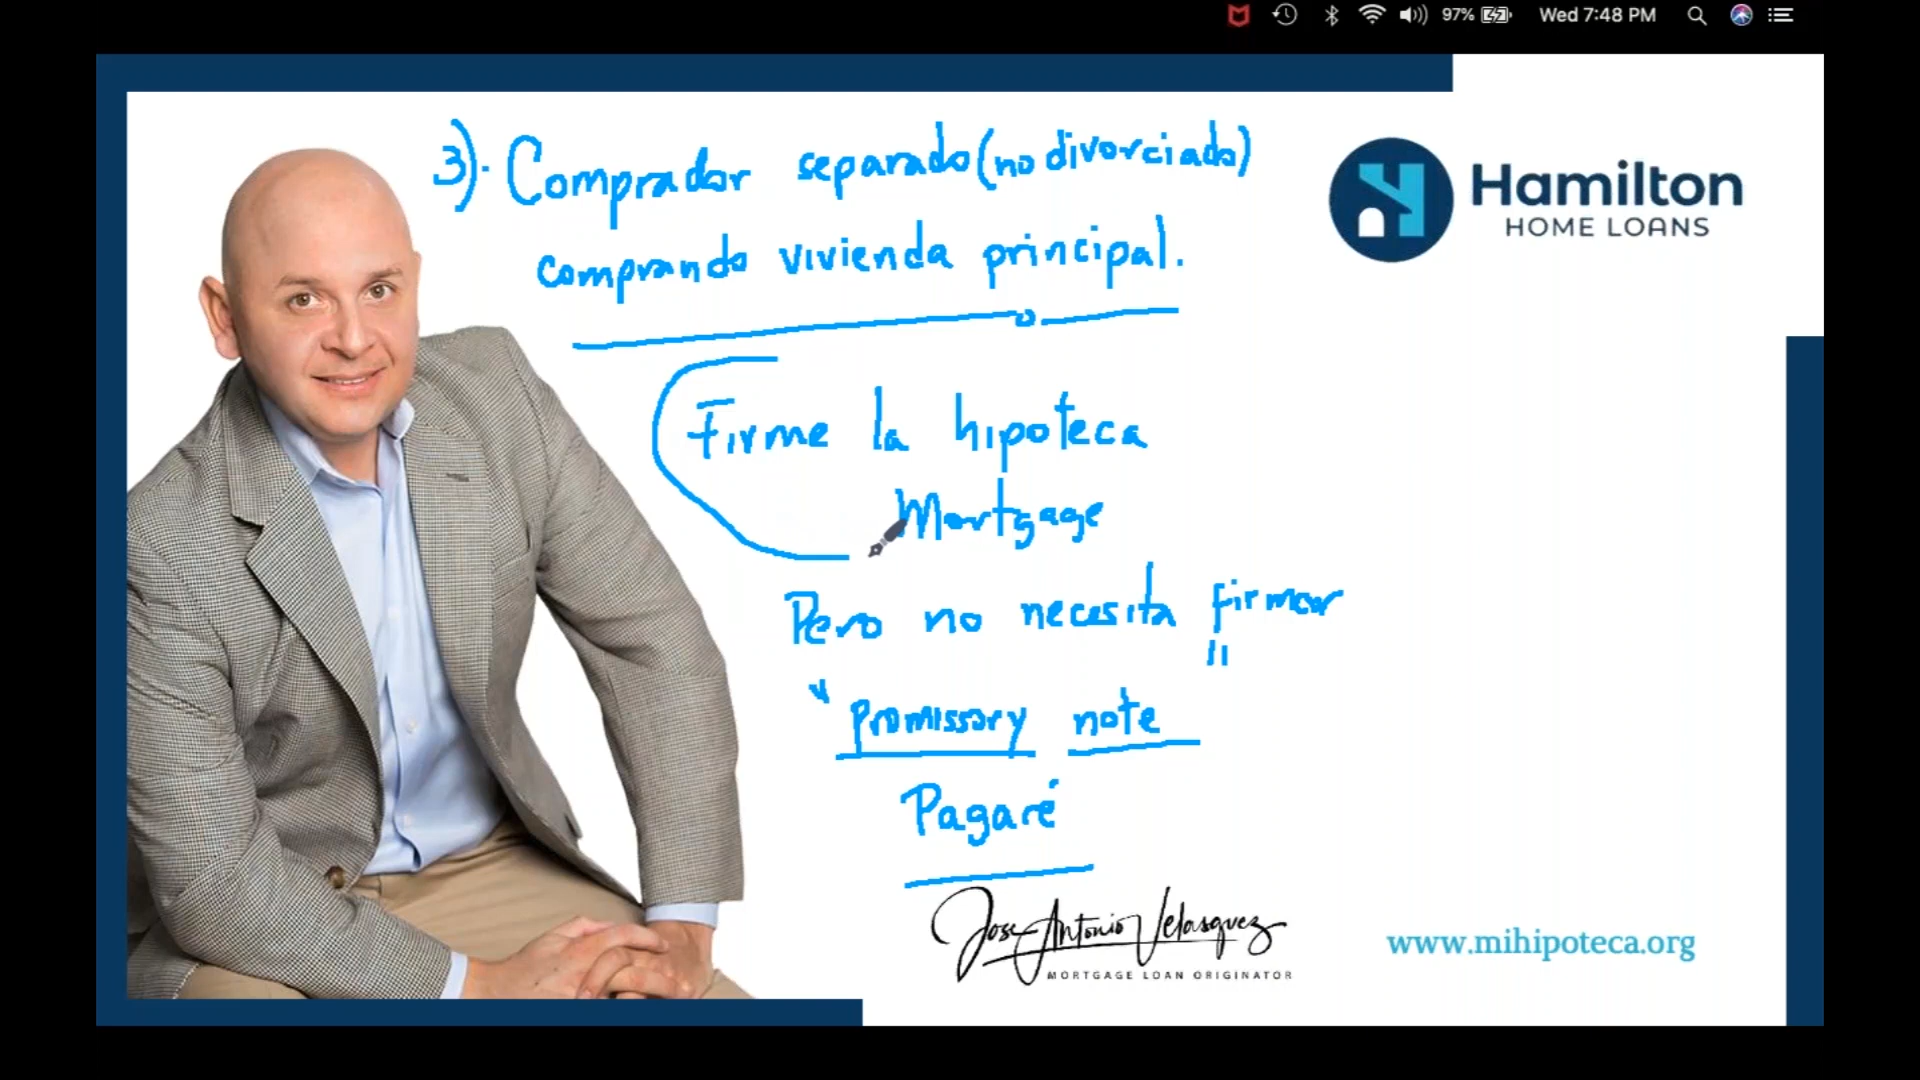 97% Wed 7:48 PM
3). Comprador separado (no divorciado)
comprando vivienda principal.
Hamilton
HOME LOANS
Firme la hipoteca
Mortgage
Pero no necesita firmar
"Promissory note"
Pagaré
Jose Antonio Velasquez
MORTGAGE LOAN ORIGINATOR
www.mihipoteca.org